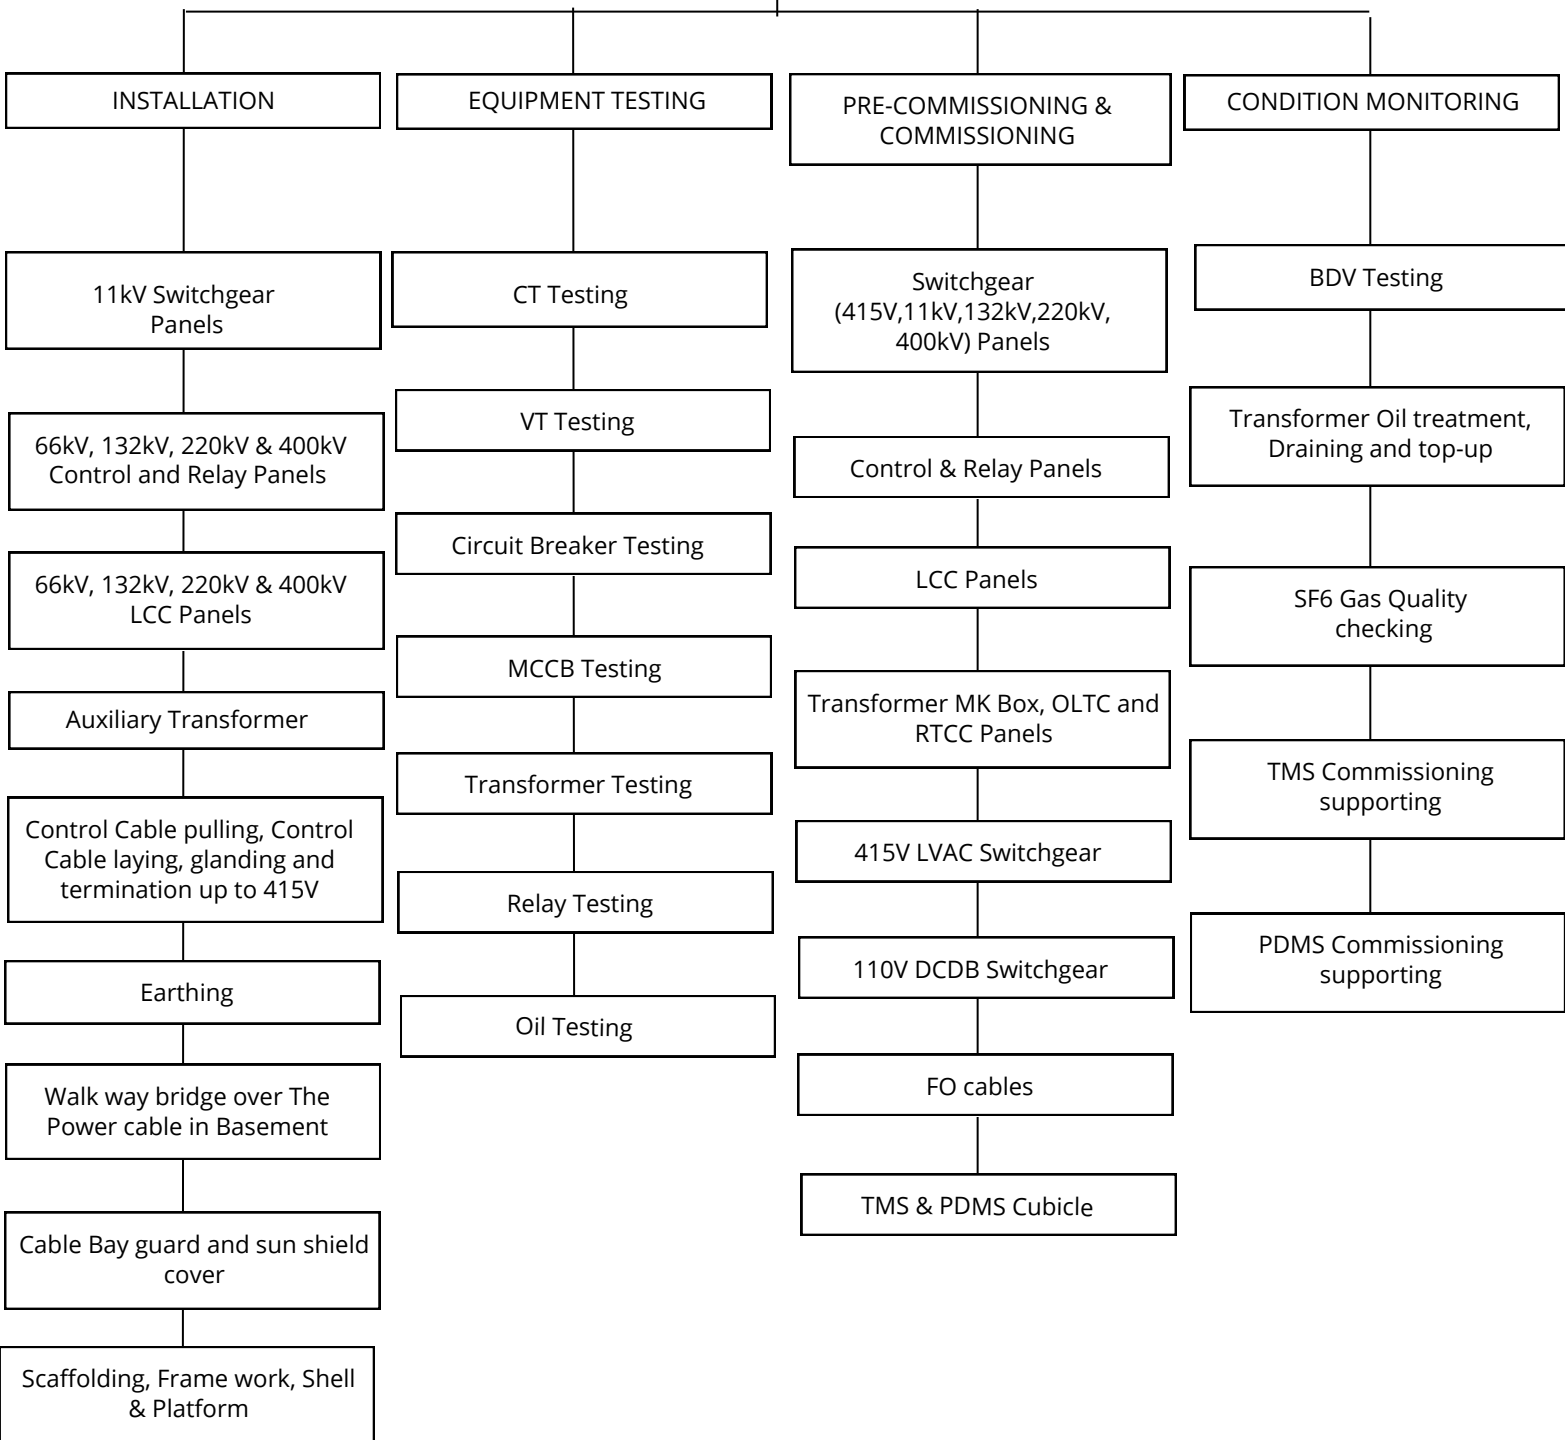 INSTALLATION
11kV Switchgear
Panels
66kV, 132kV, 220kV & 400kV
Control and Relay Panels
66kV, 132kV, 220kV & 400kV
LCC Panels
Auxiliary Transformer
Control Cable pulling, Control
Cable laying, glanding and
termination up to 415V
Earthing
Walk way bridge over The
Power cable in Basement
Cable Bay guard and sun shield
cover
Scaffolding, Frame work, Shell
& Platform
EQUIPMENT TESTING
CT Testing
VT Testing
Circuit Breaker Testing
MCCB Testing
Transformer Testing
Relay Testing
Oil Testing
PRE-COMMISSIONING &
COMMISSIONING
Switchgear
(415V,11kV,132kV,220kV,
400kV) Panels
Control & Relay Panels
LCC Panels
Transformer MK Box, OLTC and
RTCC Panels
415V LVAC Switchgear
110V DCDB Switchgear
FO cables
TMS & PDMS Cubicle
CONDITION MONITORING
BDV Testing
Transformer Oil treatment,
Draining and top-up
SF6 Gas Quality
checking
TMS Commissioning
supporting
PDMS Commissioning
supporting